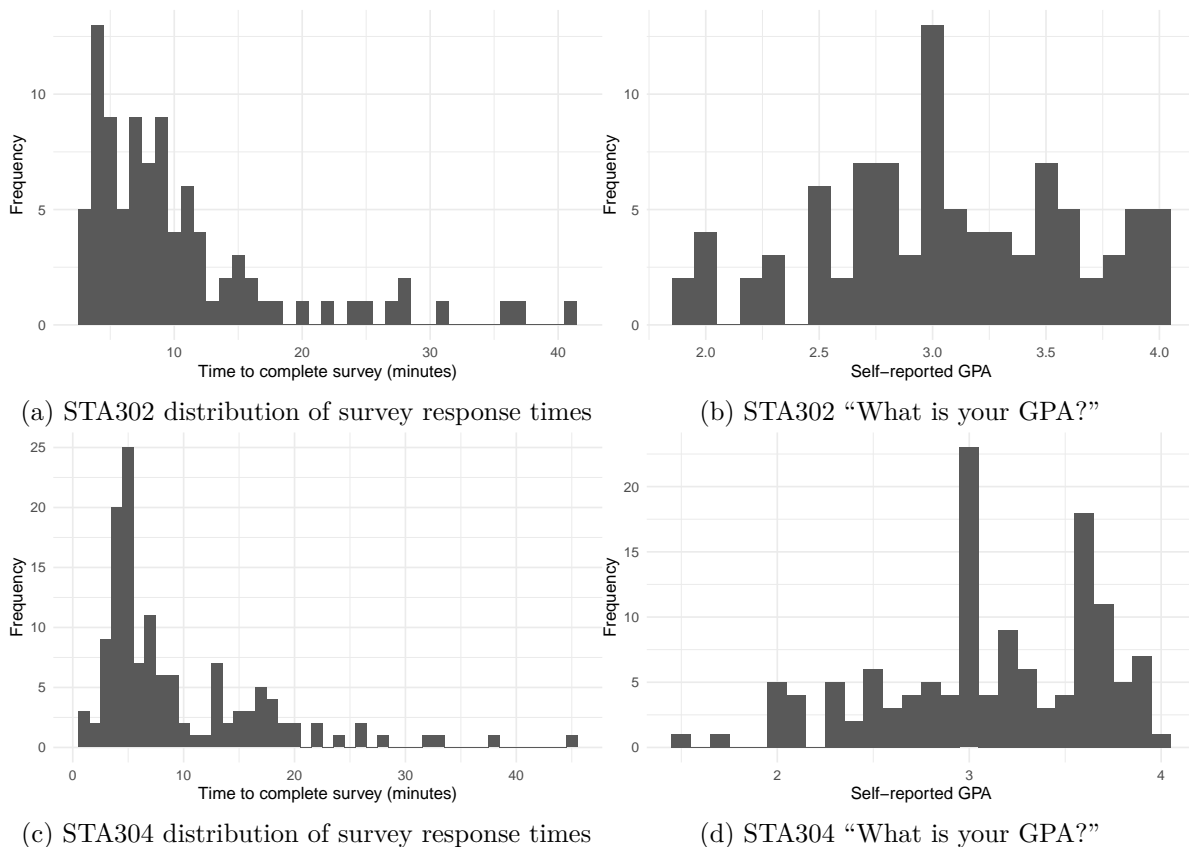 10
5
0
Frequency
10 20 30 40
Time to complete survey (minutes)
(a) STA302 distribution of survey response times
10
5
0
Frequency
2.0 2.5 3.0 3.5 4.0
Self−reported GPA
(b) STA302 “What is your GPA?”
25
20
15
10
5
0
Frequency
0 10 20 30 40
Time to complete survey (minutes)
(c) STA304 distribution of survey response times
20
15
10
5
0
Frequency
2 3 4
Self−reported GPA
(d) STA304 “What is your GPA?”